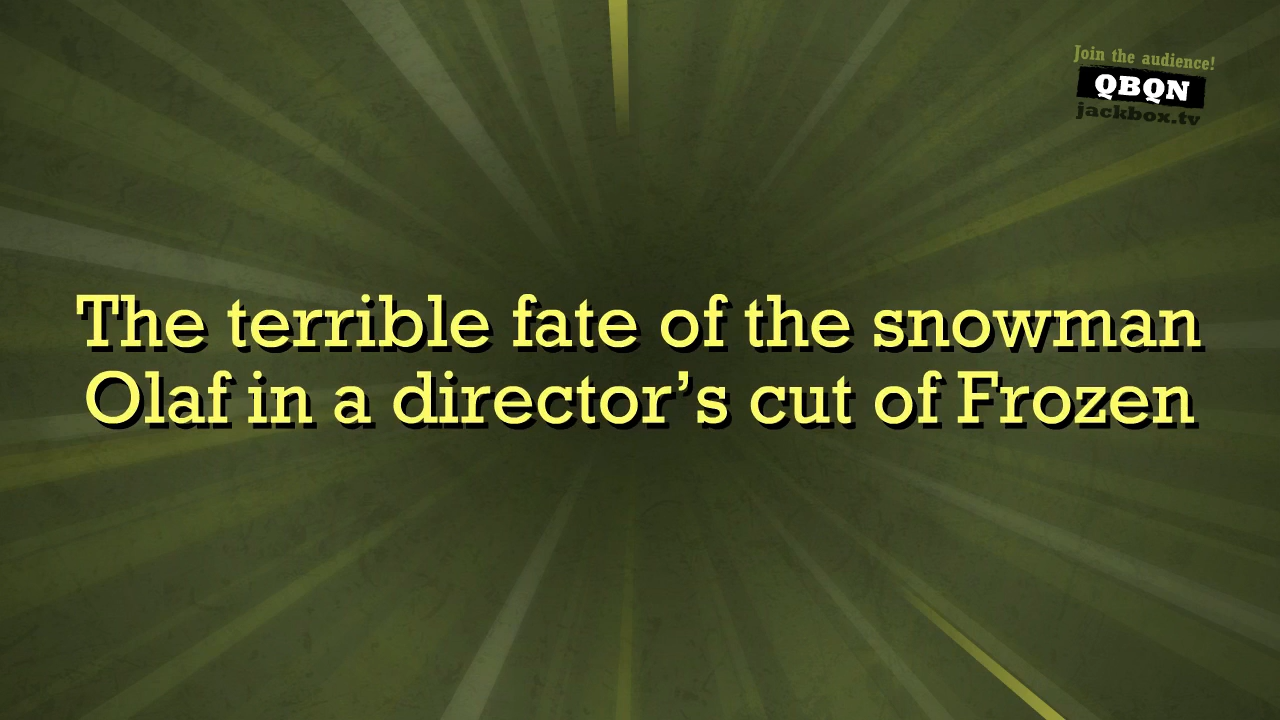 Join the audience!
QBQN
jackbox.tv
The terrible fate of the snowman
Olaf in a director’s cut of Frozen